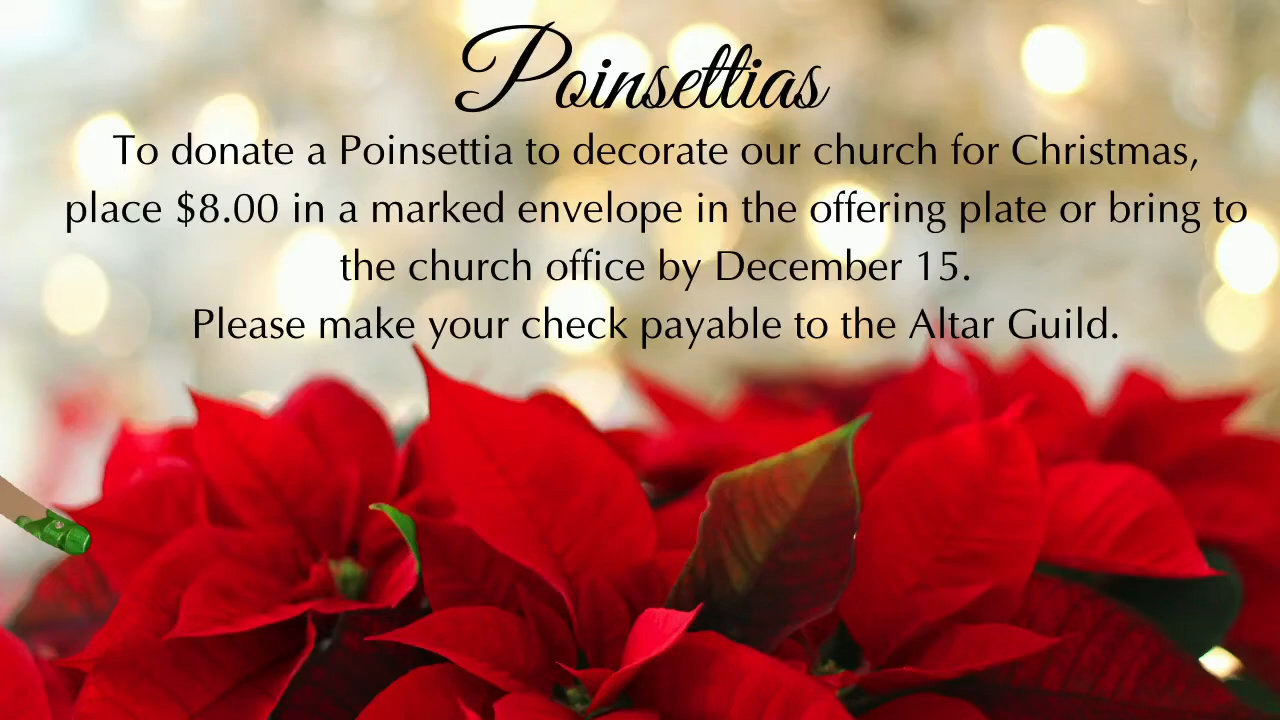 Poinsettias
To donate a Poinsettia to decorate our church for Christmas,
place $8.00 in a marked envelope in the offering plate or bring to
the church office by December 15.
Please make your check payable to the Altar Guild.